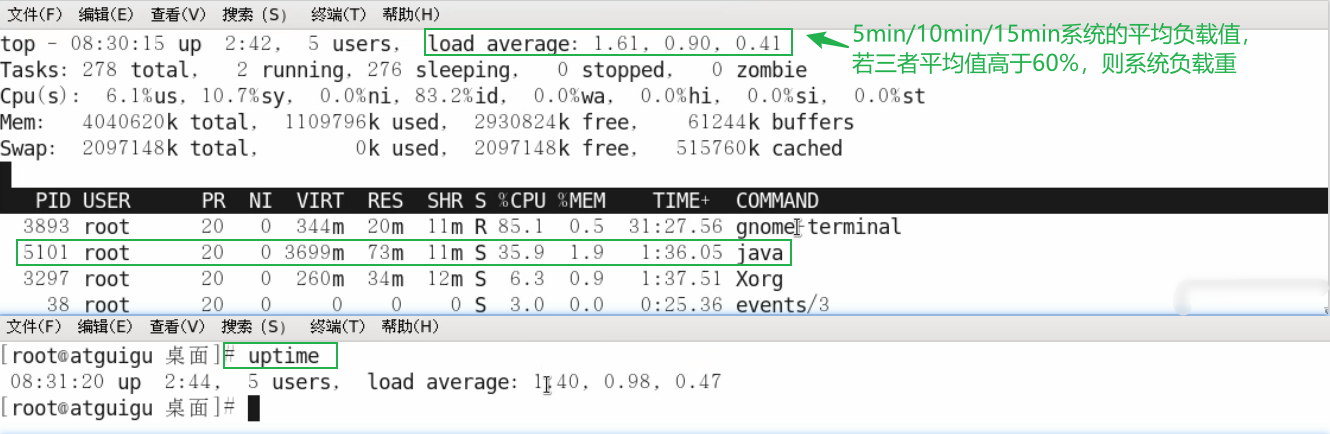 文件(F) 编辑(E) 查看(V) 搜索 (S) 终端(T) 帮助(H)
top - 08:30:15 up  2:42,  5 users,  load average: 1.61, 0.90, 0.41
5min/10min/15min系统的平均负载值，
若三者平均值高于60%，则系统负载重
Tasks: 278 total,   2 running, 276 sleeping,   0 stopped,   0 zombie
Cpu(s):  6.1%us, 10.7%sy,  0.0%ni, 83.2%id,  0.0%wa,  0.0%hi,  0.0%si,  0.0%st
Mem:   4040620k total,  1109796k used,  2930824k free,    61244k buffers
Swap:  2097148k total,        0k used,  2097148k free,   515760k cached
PID USER      PR  NI  VIRT  RES  SHR S %CPU %MEM    TIME+  COMMAND
3893 root      20   0  344m  20m  11m R 85.1  0.5  31:27.56 gnome-terminal
5101 root      20   0 3699m  73m  11m S 35.9  1.9   1:36.05 java
3297 root      20   0  260m  34m  12m S  6.3  0.9   1:37.51 Xorg
38 root      20   0     0    0    0 S  3.0  0.0   0:25.36 events/3
文件(F) 编辑(E) 查看(V) 搜索 (S) 终端(T) 帮助(H)
[root@atguigu 桌面]# uptime
08:31:20 up  2:44,  5 users,  load average: 1.40, 0.98, 0.47
[root@atguigu 桌面]#